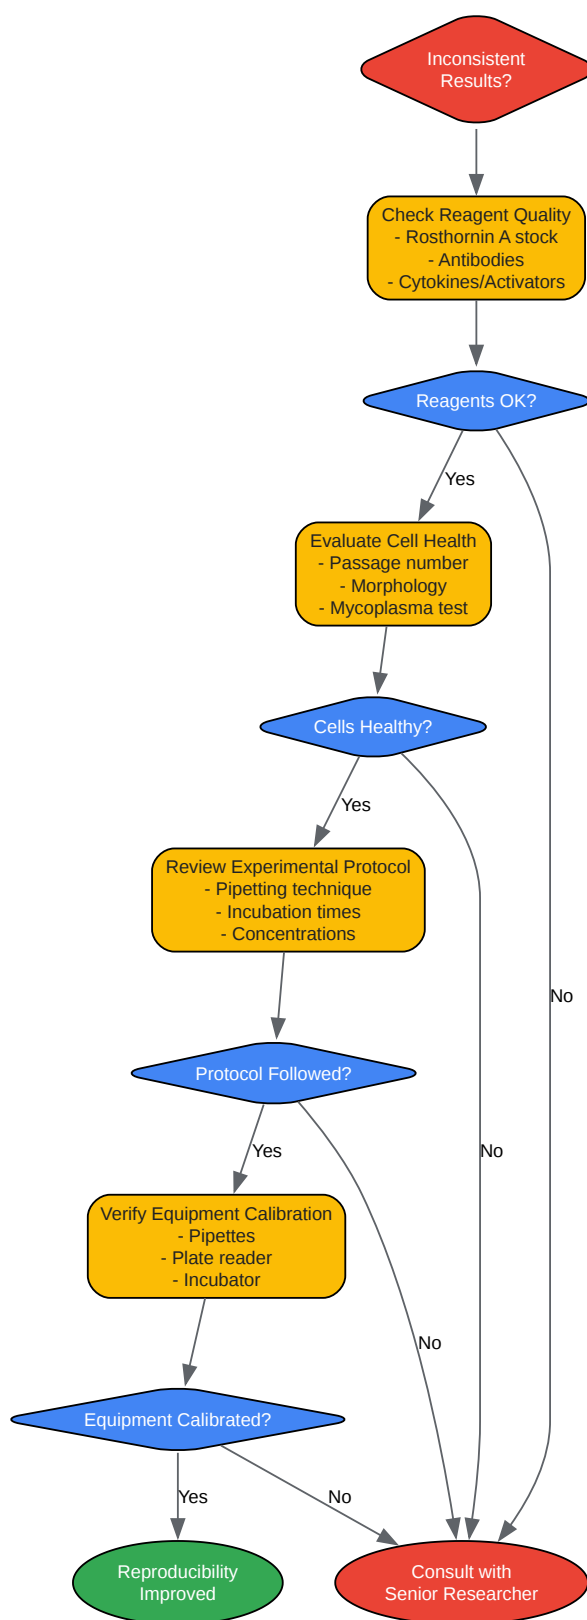 Inconsistent
Results?
Check Reagent Quality
- Rosthornin A stock
- Antibodies
- Cytokines/Activators
Reagents OK?
Yes
Evaluate Cell Health
- Passage number
- Morphology
- Mycoplasma test
Cells Healthy?
Yes
Review Experimental Protocol
- Pipetting technique
- Incubation times
- Concentrations
No
Protocol Followed?
Yes
No
Verify Equipment Calibration
- Pipettes
- Plate reader
- Incubator
No
Equipment Calibrated?
Yes
No
Reproducibility
Improved
Consult with
Senior Researcher